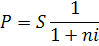 P = S 1/(1 + ni)